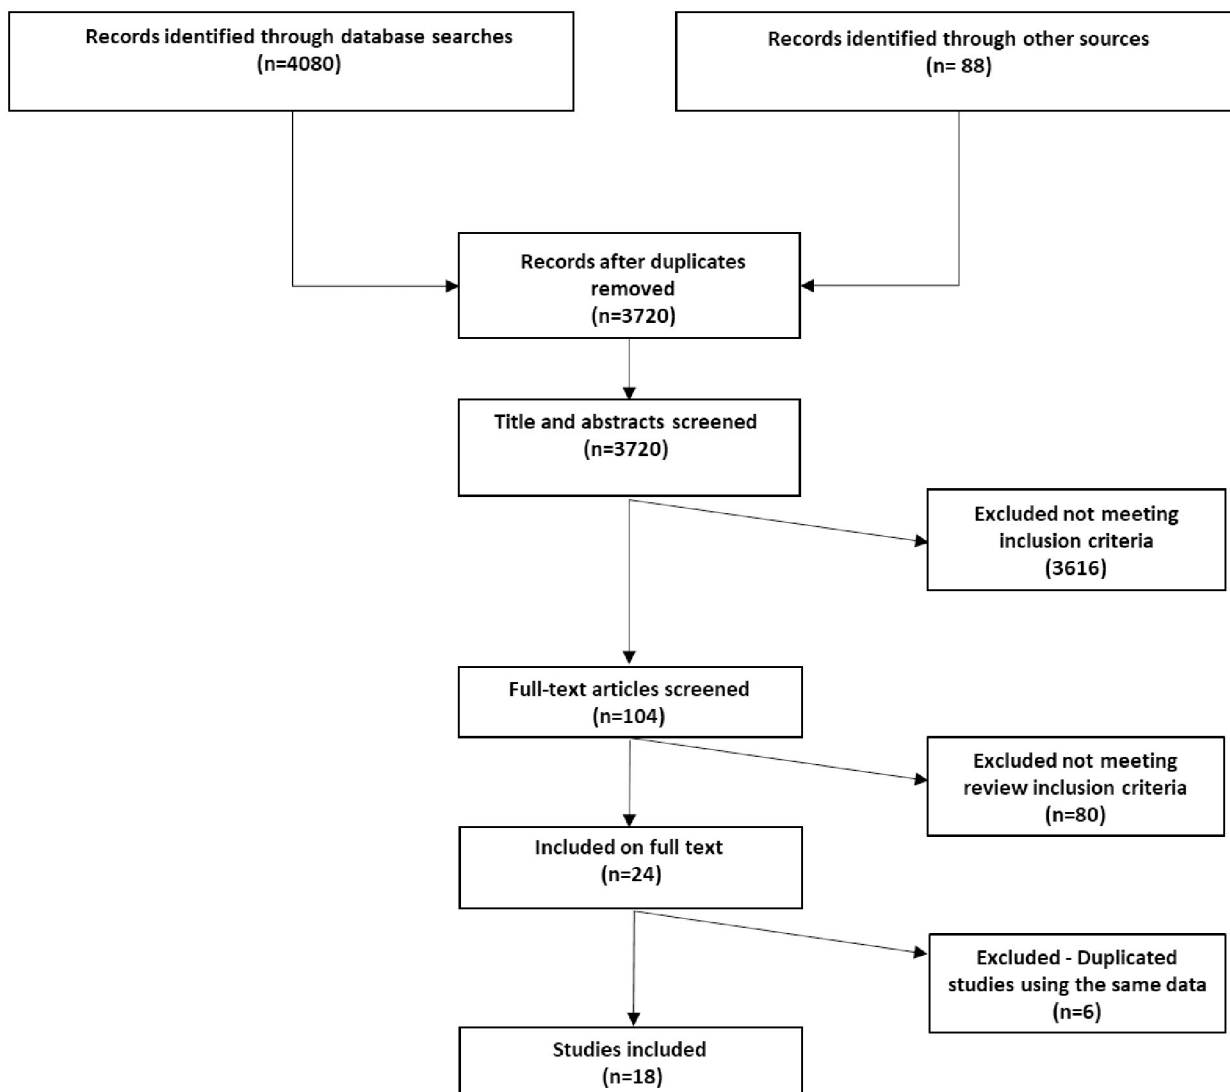 Records identified through database searches
(n=4080)
Records identified through other sources
(n= 88)
Records after duplicates
removed
(n=3720)
Title and abstracts screened
(n=3720)
Excluded not meeting
inclusion criteria
(3616)
Full-text articles screened
(n=104)
Excluded not meeting
review inclusion criteria
(n=80)
Included on full text
(n=24)
Excluded - Duplicated
studies using the same data
(n=6)
Studies included
(n=18)